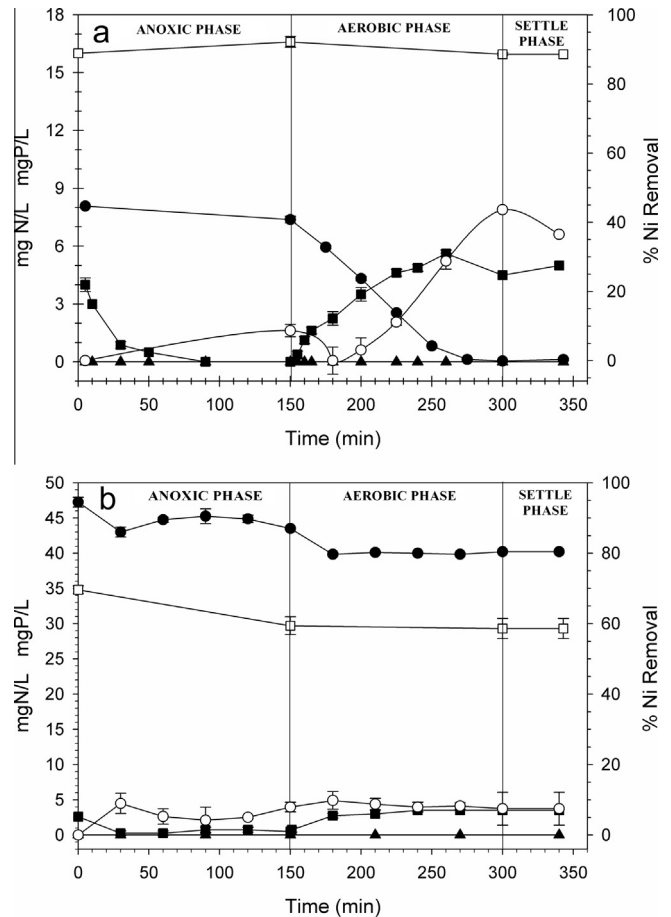 a
ANOXIC PHASE
AEROBIC PHASE
SETTLE
PHASE
18
15
12
9
6
3
0
mg N/L mgP/L
100
80
60
40
20
0
% Ni Removal
0 50 100 150 200 250 300 350
Time (min)
b
ANOXIC PHASE
AEROBIC PHASE
SETTLE
PHASE
50
45
40
35
30
25
20
15
10
5
0
mgN/L mgP/L
100
80
60
40
20
0
% Ni Removal
0 50 100 150 200 250 300 350
Time (min)